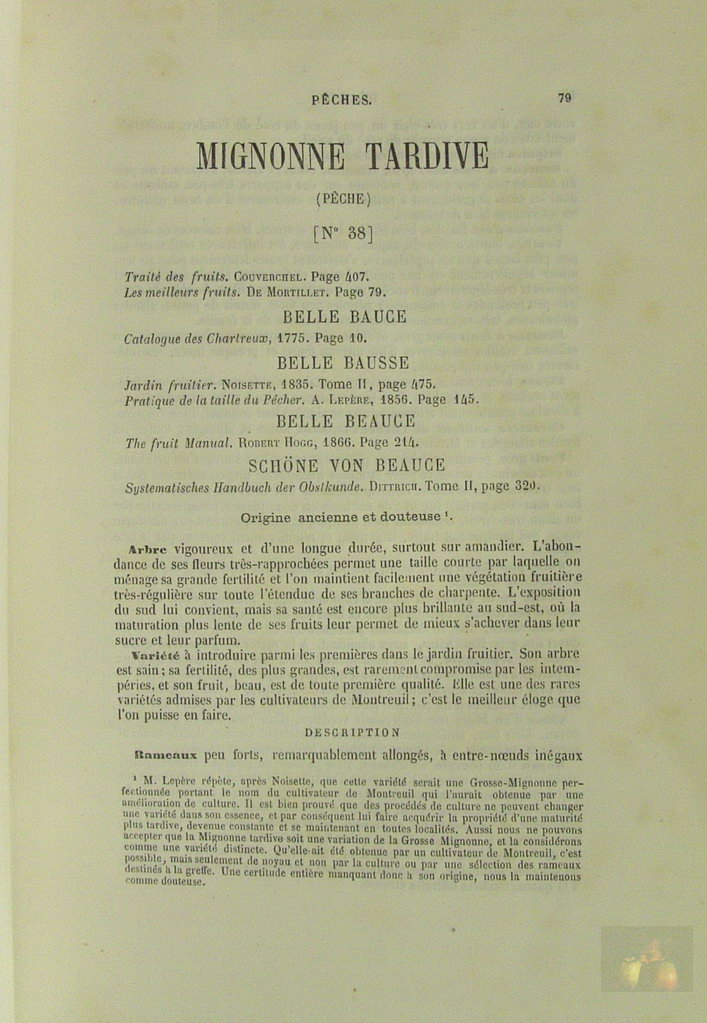 PÊCHES. 79
MIGNONNE TARDIVE
(PÊCHE)
[N° 38]
Traité des fruits. COUVERCHEL. Page 407.
Les meilleurs fruits. DE MORTILLET. Page 79.
BELLE BAUCE
Catalogue des Chartreux, 1775. Page 10.
BELLE BAUSSE
Jardin fruitier. NOISETTE, 1835. Tome II, page 475.
Pratique de la taille du Pêcher. A. LEPÈRE, 1856. Page 145.
BELLE BEAUCE
The fruit Manual. ROBERT HOGG, 1866. Page 214.
SCHÖNE VON BEAUCE
Systematisches Handbuch der Obstkunde. DITTRICH. Tome II, page 320.
Origine ancienne et douteuse ¹.
Arbre vigoureux et d'une longue durée, surtout sur amandier. L'abon-
dance de ses fleurs très-rapprochées permet une taille courte par laquelle on
ménage sa grande fertilité et l'on maintient facilement une végétation fruitière
très-régulière sur toute l'étendue de ses branches de charpente. L'exposition
du sud lui convient, mais sa santé est encore plus brillante au sud-est, où la
maturation plus lente de ses fruits leur permet de mieux s'achever dans leur
sucre et leur parfum.
Variété à introduire parmi les premières dans le jardin fruitier. Son arbre
est sain ; sa fertilité, des plus grandes, est rarement compromise par les intem-
péries, et son fruit, beau, est de toute première qualité. Elle est une des rares
variétés admises par les cultivateurs de Montreuil ; c'est le meilleur éloge que
l'on puisse en faire.
DESCRIPTION
Rameaux peu forts, remarquablement allongés, à entre-nœuds inégaux
¹ M. Lepère répète, après Noisette, que cette variété serait une Grosse-Mignonne per-
fectionnée portant le nom du cultivateur de Montreuil qui l'aurait obtenue par une
amélioration de culture. Il est bien prouvé que des procédés de culture ne peuvent changer
une variété dans son essence, et par conséquent lui faire acquérir la propriété d'une maturité
plus tardive, devenue constante et se maintenant en toutes localités. Aussi nous ne pouvons
accepter que la Mignonne tardive soit une variation de la Grosse Mignonne, et la considérons
comme une variété distincte. Qu'elle-ait été obtenue par un cultivateur de Montreuil, c'est
possible, mais seulement de noyau et non par la culture ou par une sélection des rameaux
destinés à la greffe. Une certitude entière manquant donc à son origine, nous la maintenons
comme douteuse.